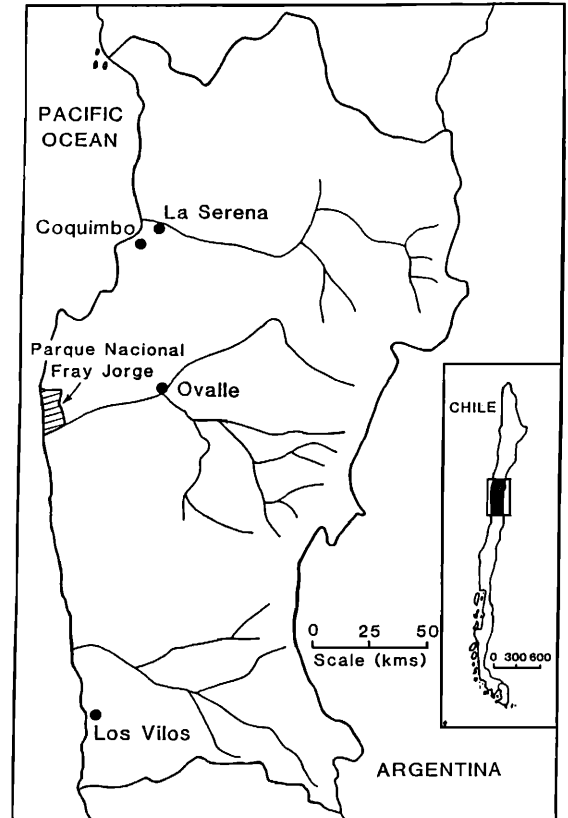 PACIFIC
OCEAN
La Serena
Coquimbo
Parque Nacional
Fray Jorge
Ovalle
CHILE
0 25 50
Scale (kms)
0 300 600
Los Vilos
ARGENTINA